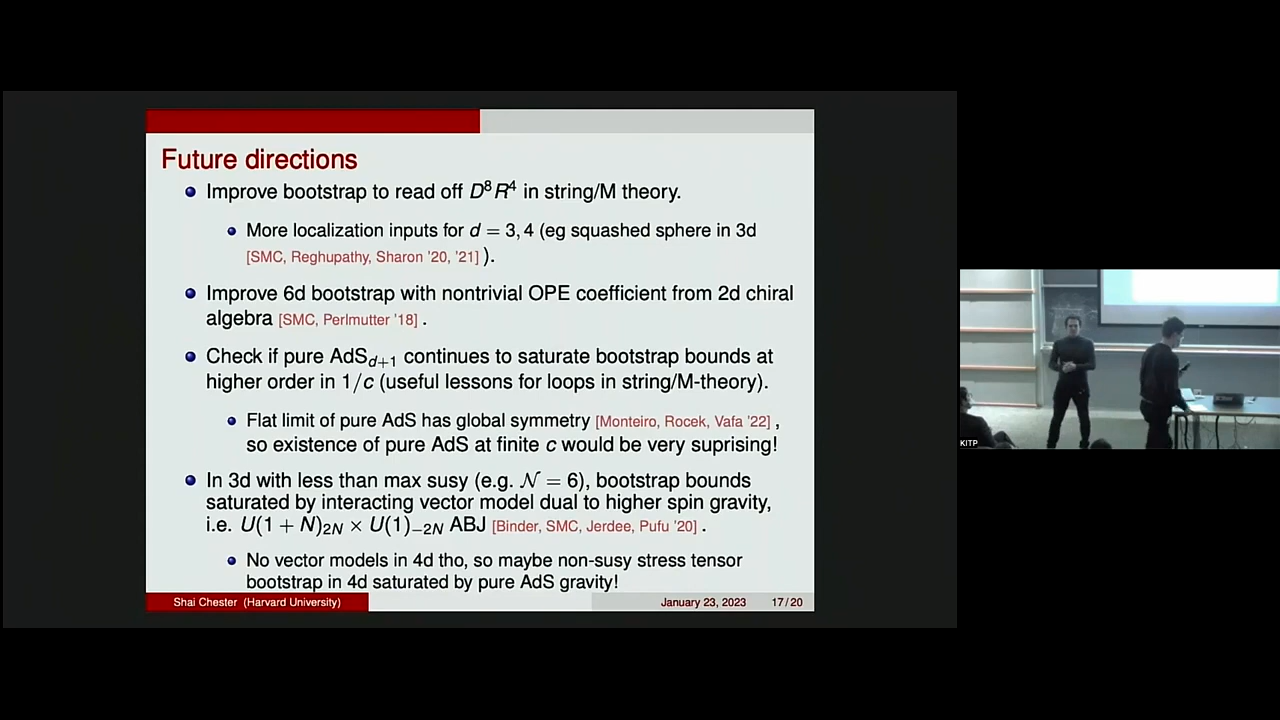 Future directions
Improve bootstrap to read off D⁸R⁴ in string/M theory.
More localization inputs for d = 3, 4 (eg squashed sphere in 3d
[SMC, Reghupathy, Sharon '20, '21] ).
Improve 6d bootstrap with nontrivial OPE coefficient from 2d chiral
algebra [SMC, Perlmutter '18] .
Check if pure AdS_{d+1} continues to saturate bootstrap bounds at
higher order in 1/c (useful lessons for loops in string/M-theory).
Flat limit of pure AdS has global symmetry [Monteiro, Rocek, Vafa '22] ,
so existence of pure AdS at finite c would be very suprising!
In 3d with less than max susy (e.g. 𝒩 = 6), bootstrap bounds
saturated by interacting vector model dual to higher spin gravity,
i.e. U(1 + N)_{2N} × U(1)_{−2N} ABJ [Binder, SMC, Jerdee, Pufu '20] .
No vector models in 4d tho, so maybe non-susy stress tensor
bootstrap in 4d saturated by pure AdS gravity!
Shai Chester (Harvard University) January 23, 2023 17/20
KITP